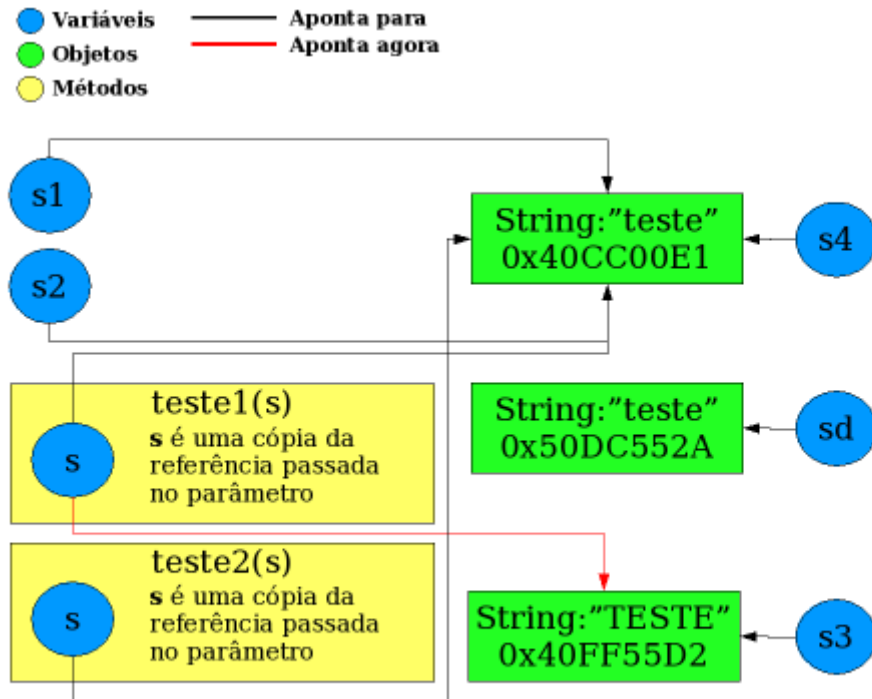 Variáveis
Aponta para
Objetos
Aponta agora
Métodos
s1
String:”teste”
0x40CC00E1
s4
s2
teste1(s)
s é uma cópia da
referência passada
no parâmetro
s
String:”teste”
0x50DC552A
sd
teste2(s)
s é uma cópia da
referência passada
no parâmetro
s
String:”TESTE”
0x40FF55D2
s3